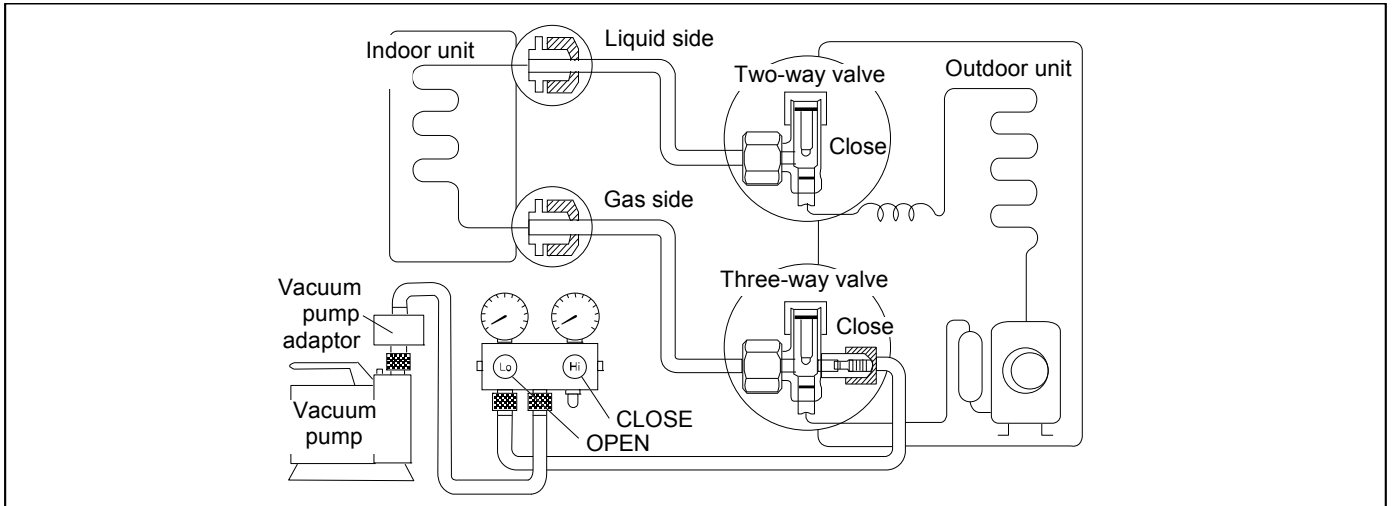 Indoor unit
Liquid side
Two-way valve
Outdoor unit
Close
Gas side
Three-way valve
Close
Vacuum
pump
adaptor
Lo
Hi
Vacuum
pump
CLOSE
OPEN